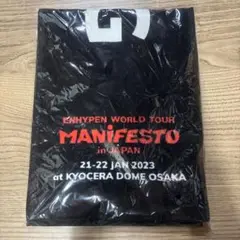 ENHYPEN WORLD TOUR
MANiFESTO
in JAPAN
21-22 JAN 2023
at KYOCERA DOME OSAKA